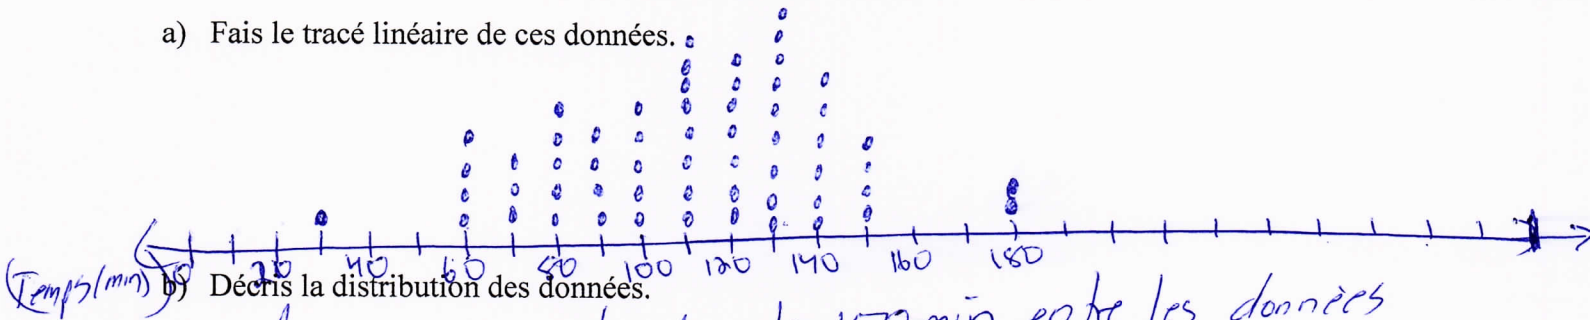 a) Fais le tracé linéaire de ces données.
0 20 40 60 80 100 120 140 160 180
(Temps/min)
b) Décris la distribution des données.
min entre les données